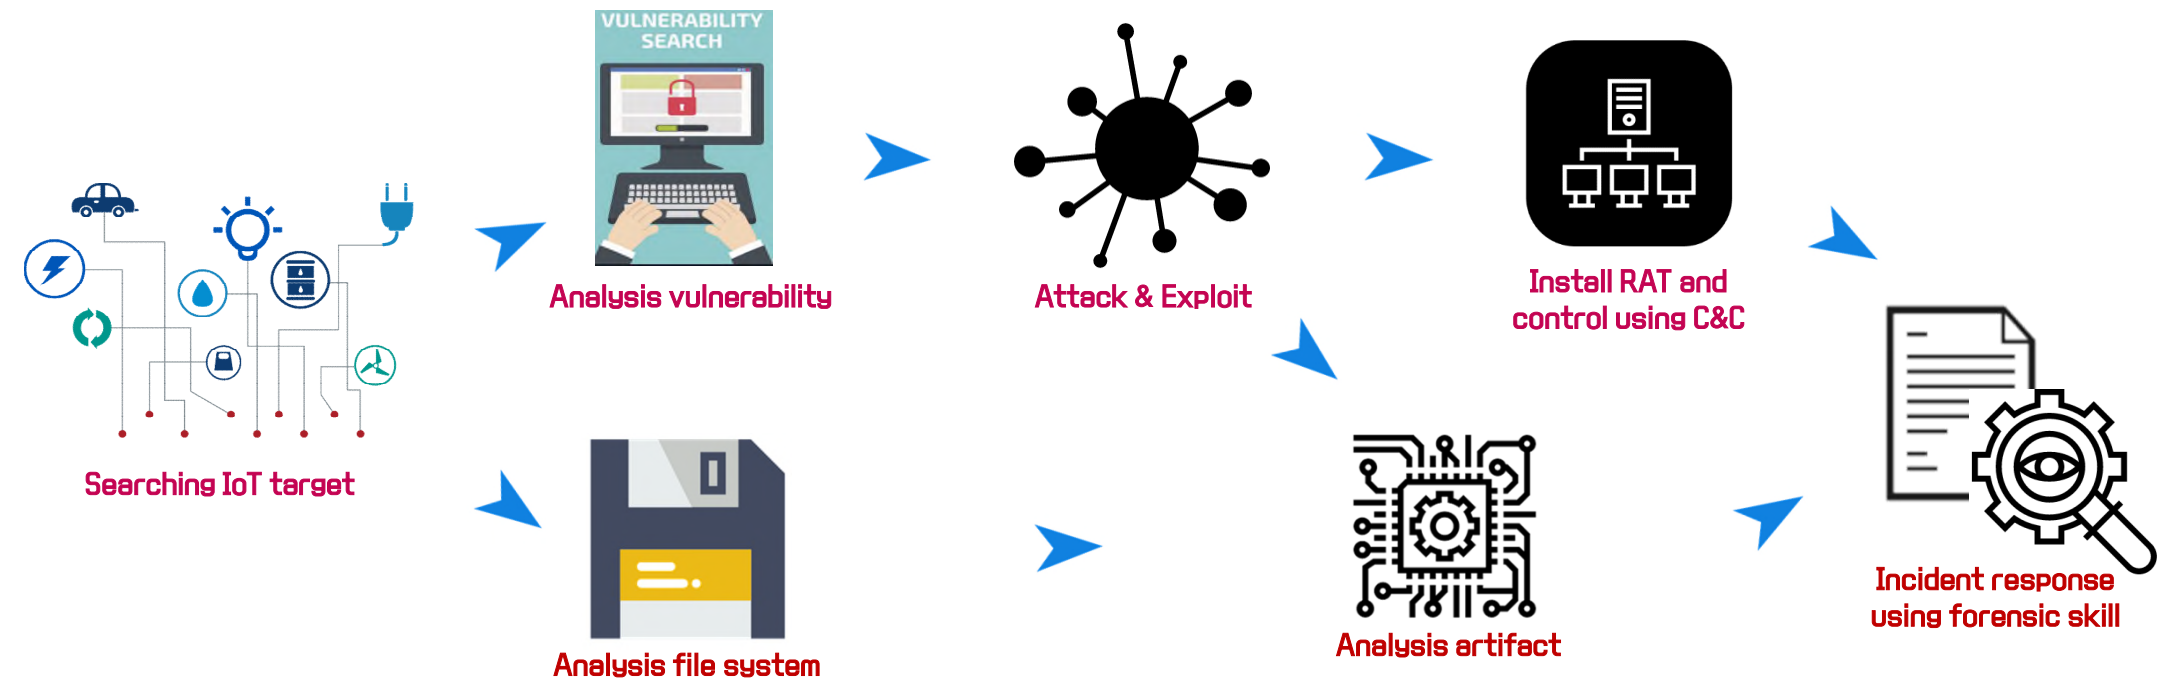 VULNERABILITY
SEARCH
Analysis vulnerability
Attack & Exploit
Install RAT and
control using C&C
Searching IoT target
Analysis file system
Analysis artifact
Incident response
using forensic skill